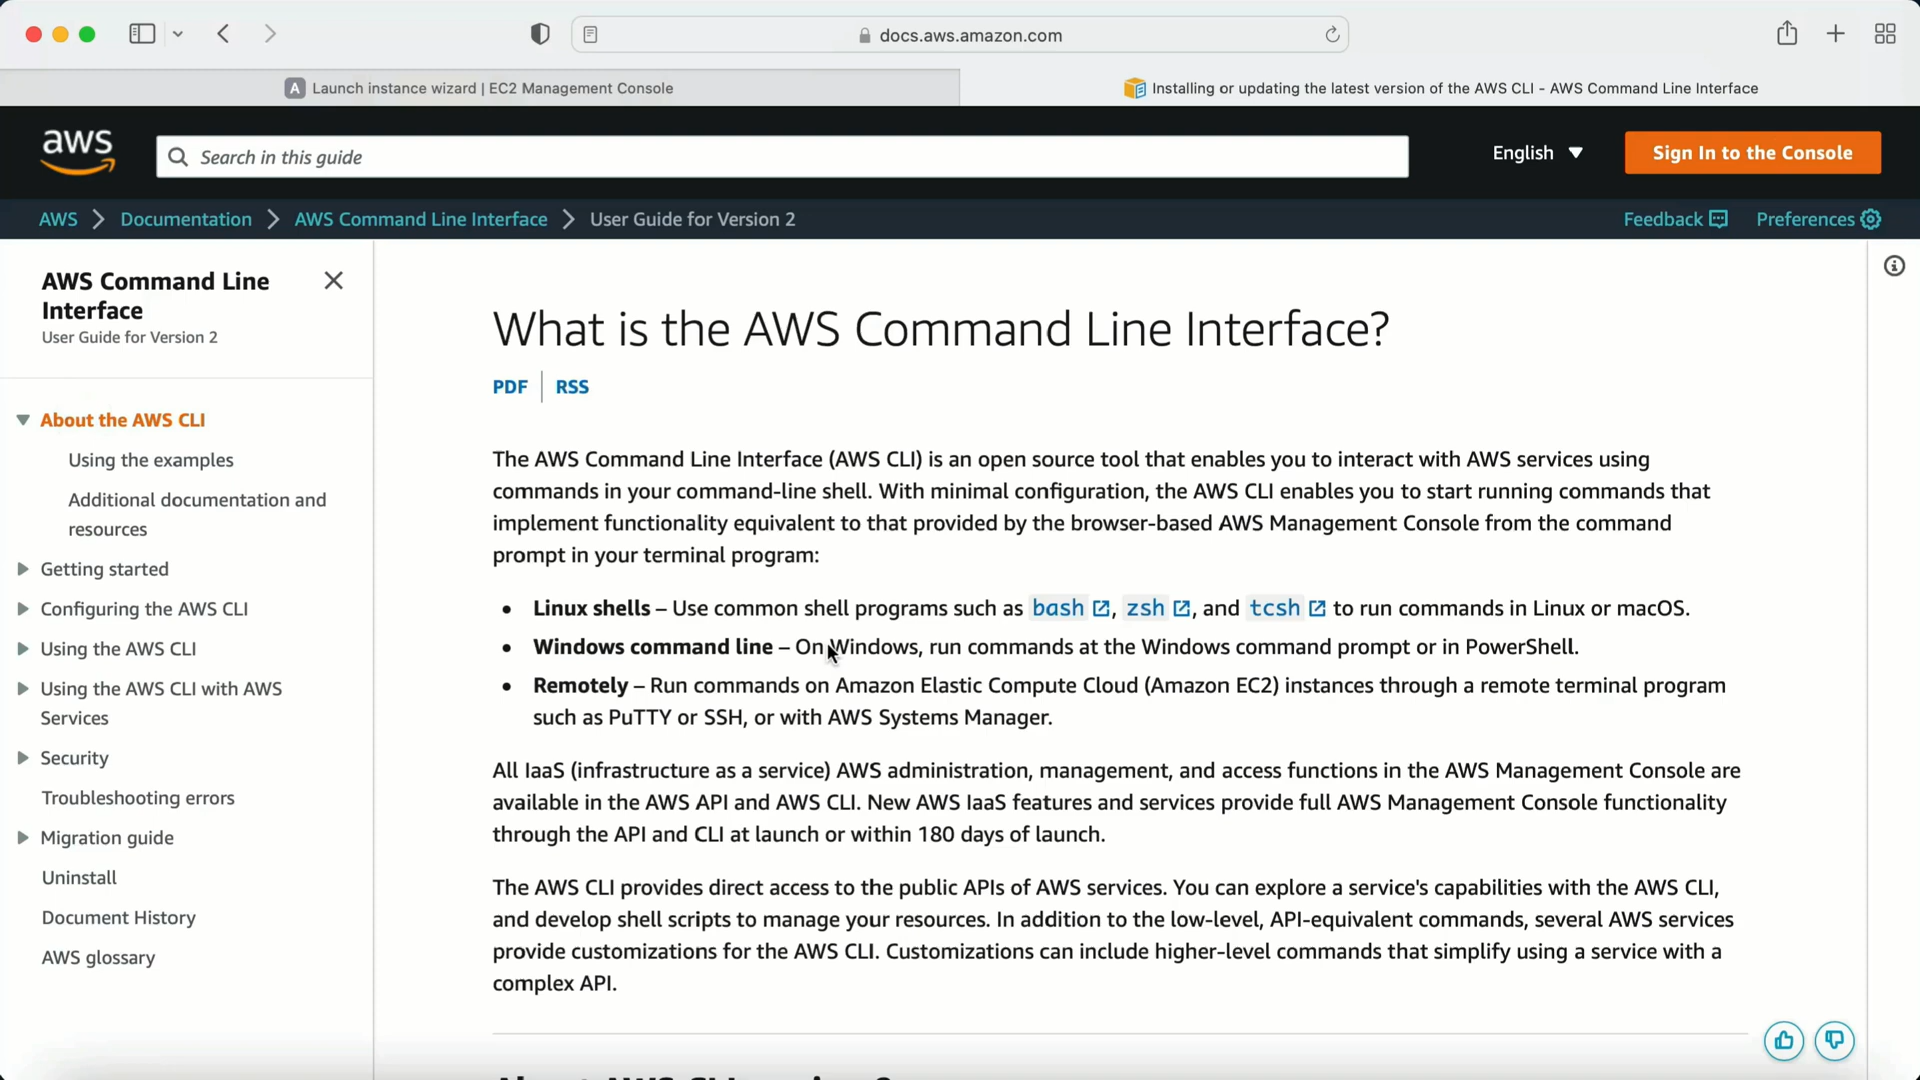 docs.aws.amazon.com
A Launch instance wizard | EC2 Management Console
Installing or updating the latest version of the AWS CLI - AWS Command Line Interface
aws
Search in this guide
English
Sign In to the Console
AWS
Documentation
AWS Command Line Interface
User Guide for Version 2
Feedback
Preferences
AWS Command Line
Interface
User Guide for Version 2
About the AWS CLI
Using the examples
Additional documentation and
resources
Getting started
Configuring the AWS CLI
Using the AWS CLI
Using the AWS CLI with AWS
Services
Security
Troubleshooting errors
Migration guide
Uninstall
Document History
AWS glossary
What is the AWS Command Line Interface?
PDF
RSS
The AWS Command Line Interface (AWS CLI) is an open source tool that enables you to interact with AWS services using
commands in your command-line shell. With minimal configuration, the AWS CLI enables you to start running commands that
implement functionality equivalent to that provided by the browser-based AWS Management Console from the command
prompt in your terminal program:
• Linux shells – Use common shell programs such as bash, zsh, and tcsh to run commands in Linux or macOS.
• Windows command line – On Windows, run commands at the Windows command prompt or in PowerShell.
• Remotely – Run commands on Amazon Elastic Compute Cloud (Amazon EC2) instances through a remote terminal program
such as PuTTY or SSH, or with AWS Systems Manager.
All IaaS (infrastructure as a service) AWS administration, management, and access functions in the AWS Management Console are
available in the AWS API and AWS CLI. New AWS IaaS features and services provide full AWS Management Console functionality
through the API and CLI at launch or within 180 days of launch.
The AWS CLI provides direct access to the public APIs of AWS services. You can explore a service's capabilities with the AWS CLI,
and develop shell scripts to manage your resources. In addition to the low-level, API-equivalent commands, several AWS services
provide customizations for the AWS CLI. Customizations can include higher-level commands that simplify using a service with a
complex API.